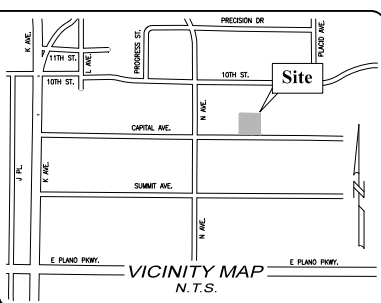 PRECISION DR
K AVE.
PROGRESS ST.
PLACID AVE.
11TH ST.
L AVE.
10TH ST.
10TH ST.
Site
N AVE.
CAPITAL AVE.
J PL.
K AVE.
SUMMIT AVE.
N
N AVE.
E PLANO PKWY.
E PLANO PKWY.
VICINITY MAP
N.T.S.